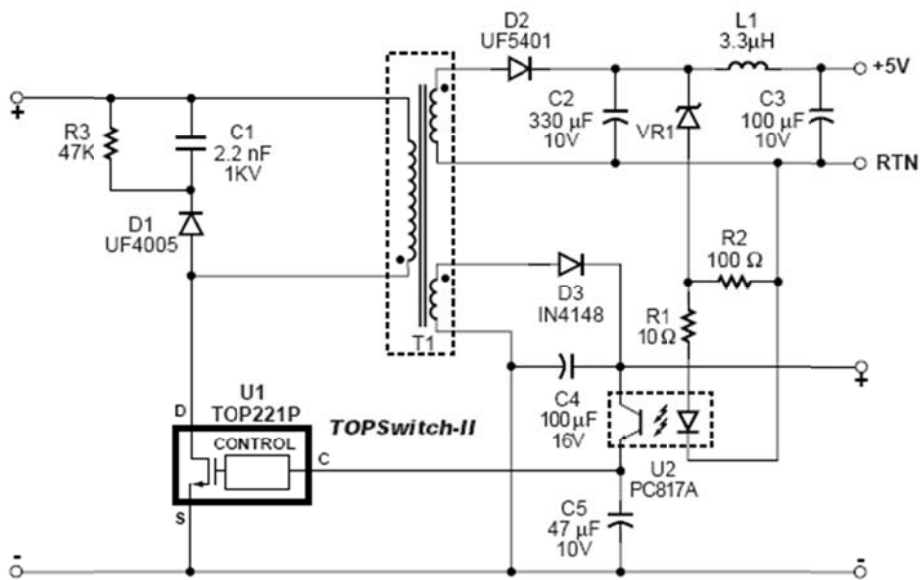 D2
UF5401
L1
3.3μH
+5V
+
R3
47K
C1
2.2 nF
1KV
C2
330 μF
10V
VR1
C3
100 μF
10V
RTN
D1
UF4005
R2
100 Ω
D3
IN4148
R1
10Ω
T1
+
U1
TOP221P
D
TOPSwitch-II
C4
100μF
16V
CONTROL
C
U2
PC817A
S
C5
47 μF
10V
-
-